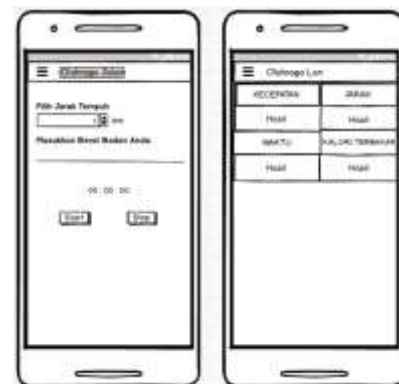 Olahraga Jalan
Pilih Jarak Tempuh
km
Masukkan Berat Badan Anda
00 : 00 : 00
Start Stop
Olahraga Lari
KECEPATAN JARAK
Hasil Hasil
WAKTU KALORI TERBAKAR
Hasil Hasil